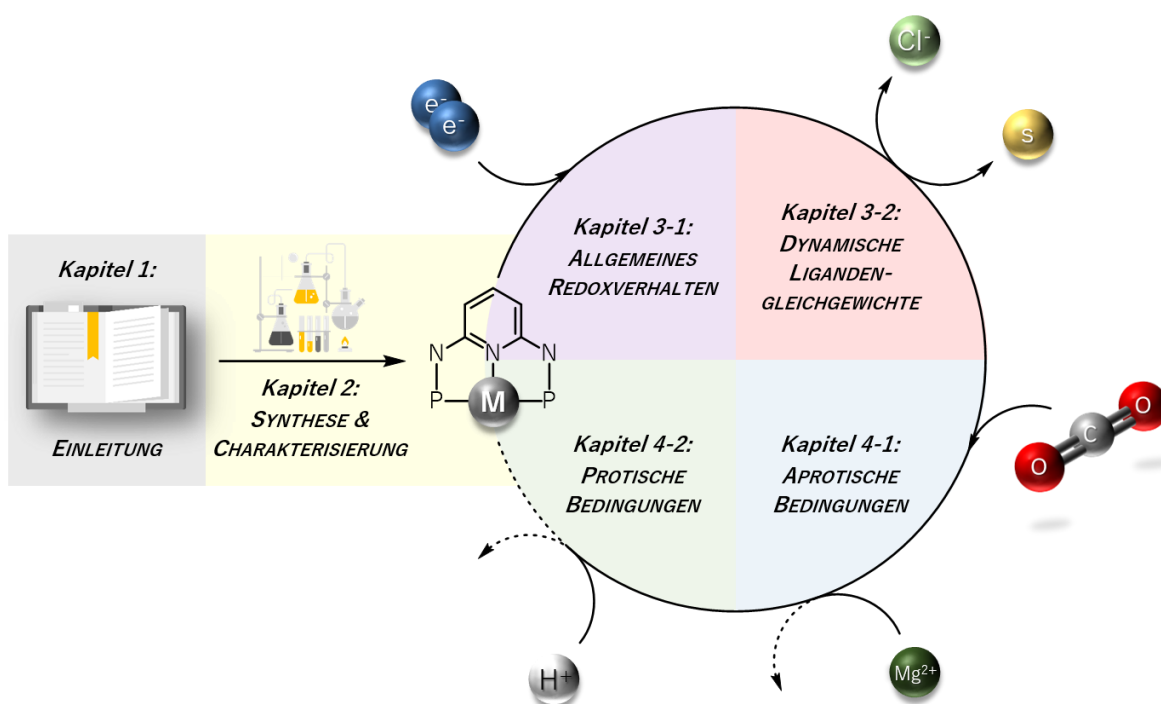 Kapitel 1:
EINLEITUNG
Kapitel 2:
SYNTHESE &
CHARAKTERISIERUNG
N
N
N
P
M
P
e-
e-
Kapitel 3-1:
ALLGEMEINES
REDOXVERHALTEN
Kapitel 3-2:
DYNAMISCHE
LIGANDEN-
GLEICHGEWICHTE
Cl-
S
O
C
O
Kapitel 4-1:
APROTISCHE
BEDINGUNGEN
Mg2+
Kapitel 4-2:
PROTISCHE
BEDINGUNGEN
H+